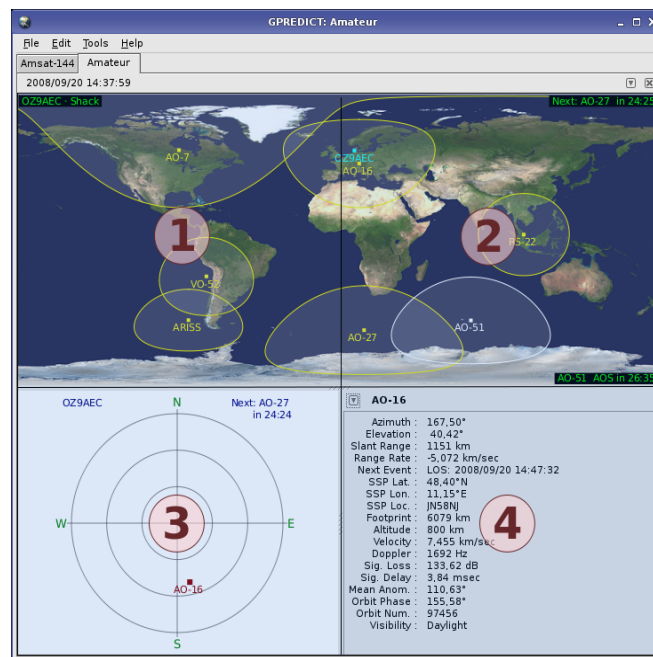 GPREDICT: Amateur
File Edit Tools Help
Amsat-144 Amateur
2008/09/20 14:37:59
OZ9AEC - Shack
Next: AO-27 in 24:25
AO-7
OZ9AEC
AO-16
1
2
RS-22
VO-52
ARISS
AO-27
AO-51
AO-51 AOS in 26:35
OZ9AEC
N
Next: AO-27
in 24:24
W
3
E
AO-16
S
AO-16
Azimuth : 167,50°
Elevation : 40,42°
Slant Range : 1151 km
Range Rate : -5,072 km/sec
Next Event : LOS: 2008/09/20 14:47:32
SSP Lat. : 48,40°N
SSP Lon. : 11,15°E
SSP Loc. : JN58NJ
Footprint : 6079 km
Altitude : 800 km
Velocity : 7,455 km/sec
Doppler : 1692 Hz
Sig. Loss : 133,62 dB
Sig. Delay : 3,84 msec
Mean Anom. : 110,63°
Orbit Phase : 155,58°
Orbit Num. : 97456
Visibility : Daylight
4